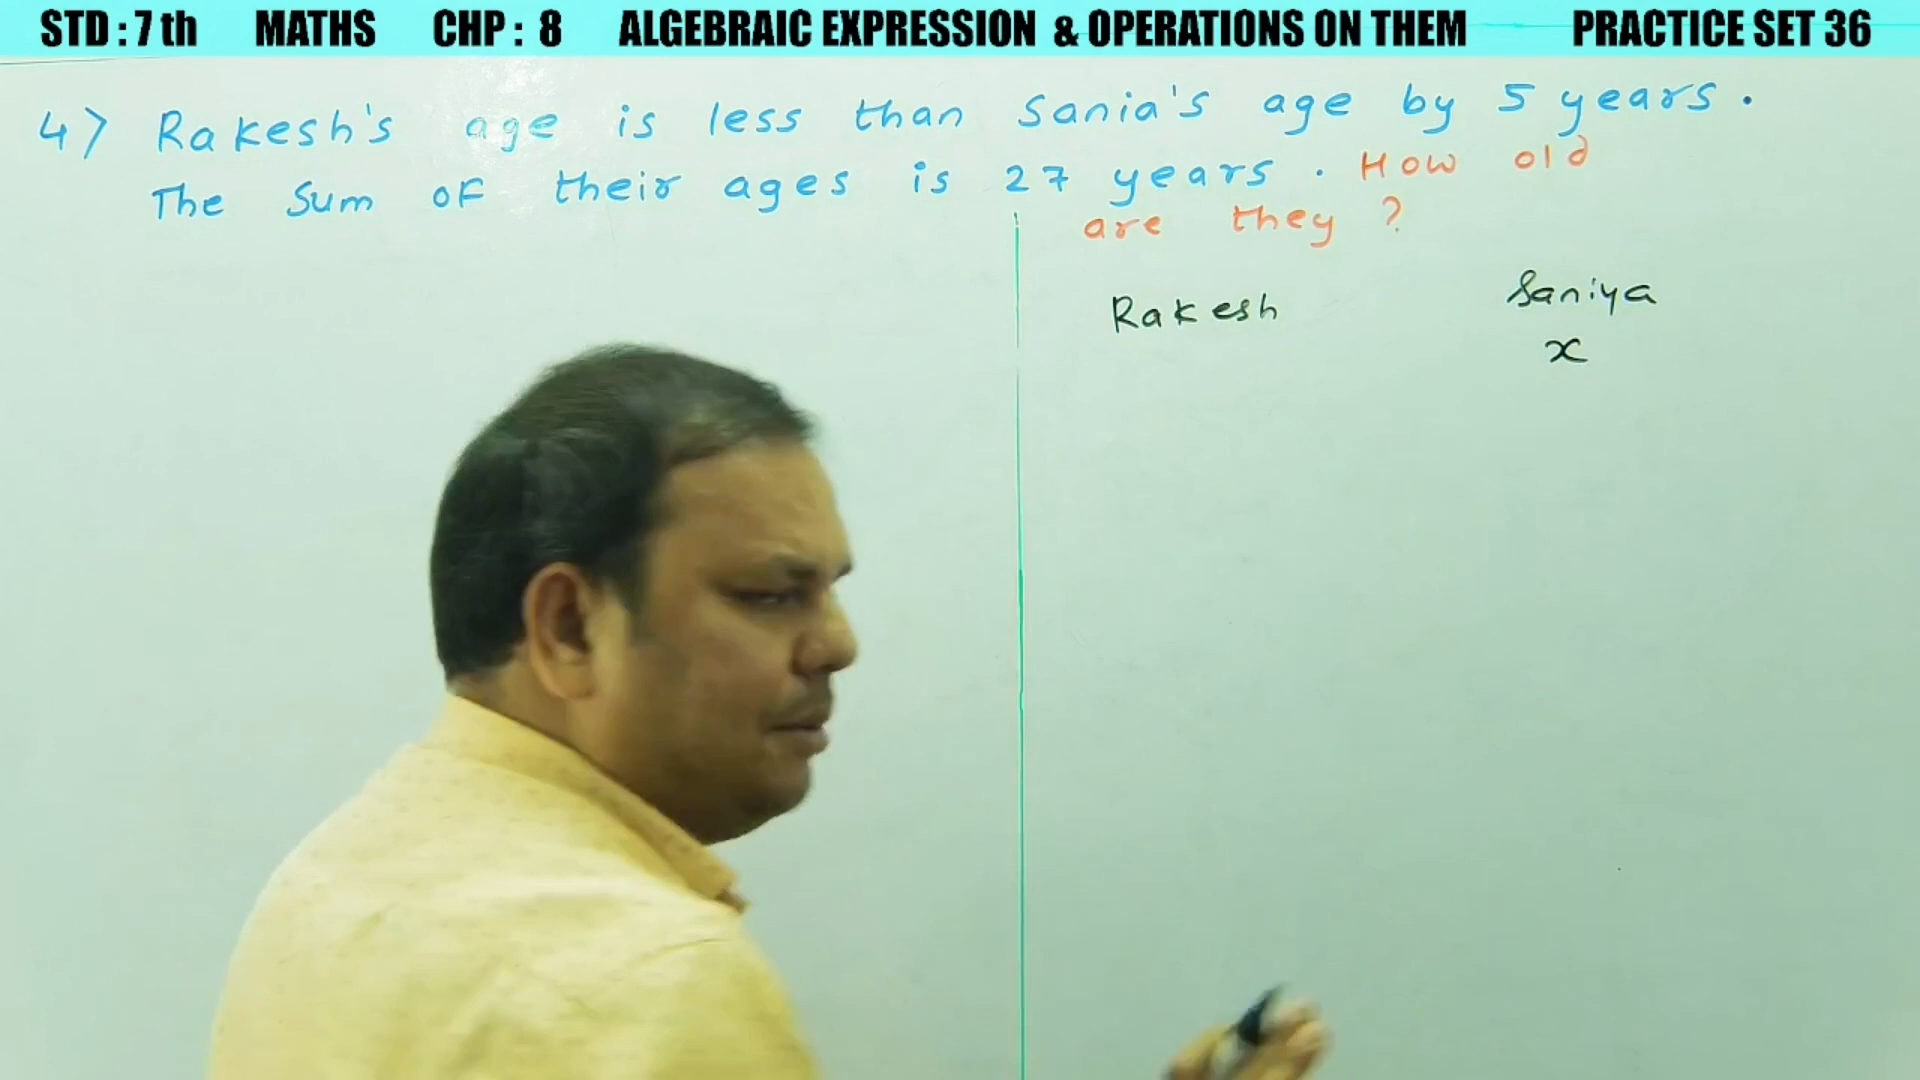 STD : 7 th MATHS CHP : 8 ALGEBRAIC EXPRESSION & OPERATIONS ON THEM PRACTICE SET 36
4) Rakesh's age is less than Sania's age by 5 years.
The Sum of their ages is 27 years. How old
are they ?
Rakesh Saniya
x